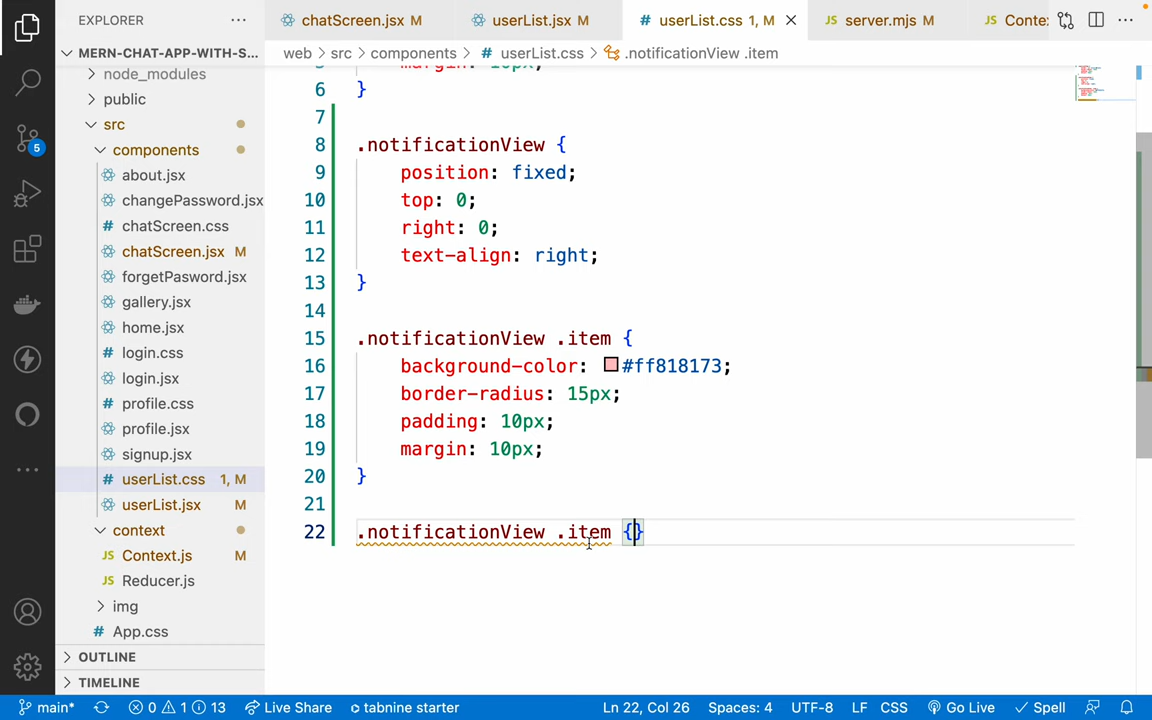 EXPLORER
chatScreen.jsx M
userList.jsx M
# userList.css 1, M
JS server.mjs M
JS Conte
MERN-CHAT-APP-WITH-S...
node_modules
public
src
components
about.jsx
changePassword.jsx
# chatScreen.css
chatScreen.jsx M
forgetPasword.jsx
gallery.jsx
home.jsx
# login.css
login.jsx
# profile.css
profile.jsx
signup.jsx
# userList.css 1, M
userList.jsx M
context
JS Context.js M
JS Reducer.js
img
# App.css
OUTLINE
TIMELINE
5
web > src > components > # userList.css > .notificationView .item
6 }
7
8 .notificationView {
9 position: fixed;
10 top: 0;
11 right: 0;
12 text-align: right;
13 }
14
15 .notificationView .item {
16 background-color: #ff818173;
17 border-radius: 15px;
18 padding: 10px;
19 margin: 10px;
20 }
21
22 .notificationView .item {}
main* 0 1 13 Live Share tabnine starter Ln 22, Col 26 Spaces: 4 UTF-8 LF CSS Go Live Spell